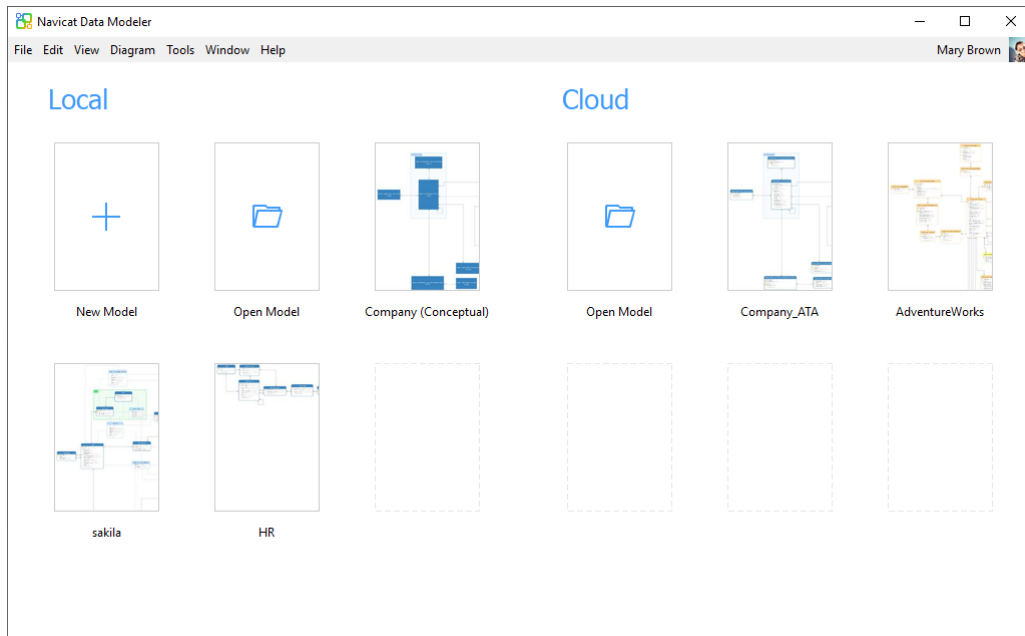 Navicat Data Modeler
File Edit View Diagram Tools Window Help Mary Brown
Local
Cloud
New Model
Open Model
Company (Conceptual)
Open Model
Company_ATA
AdventureWorks
sakila
HR